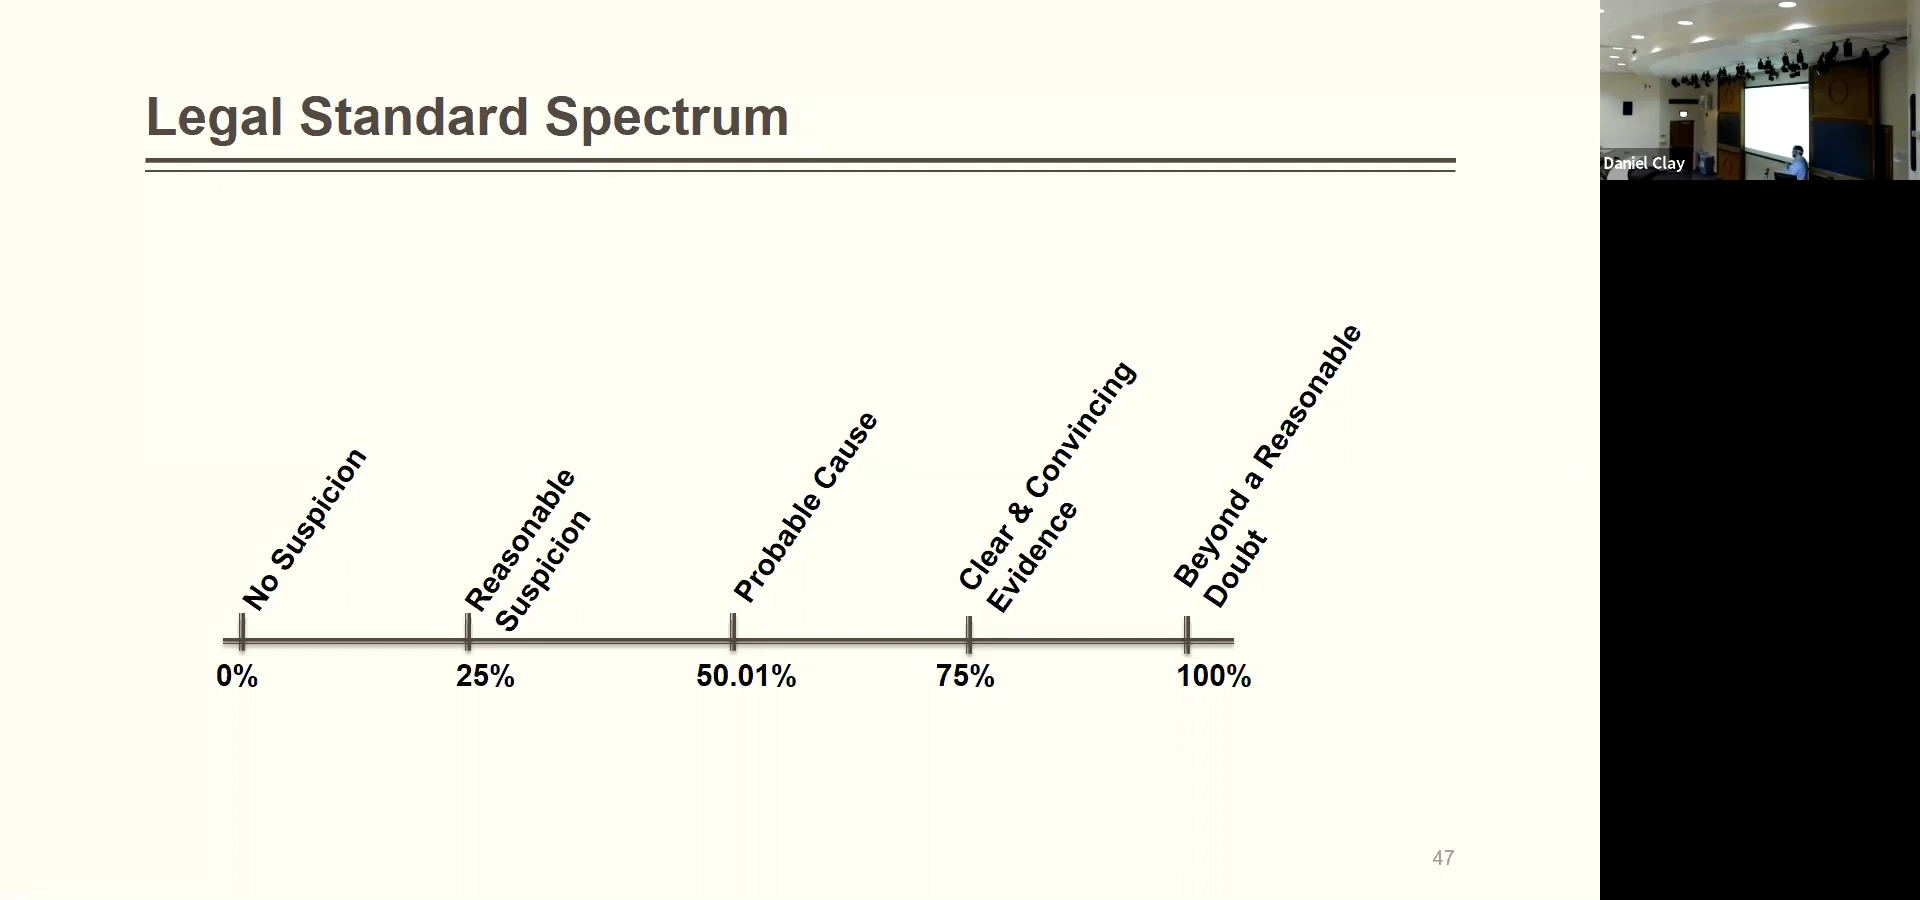 Legal Standard Spectrum
Daniel Clay
No Suspicion
Reasonable
Suspicion
Probable Cause
Clear & Convincing
Evidence
Beyond a Reasonable
Doubt
0%
25%
50.01%
75%
100%
47